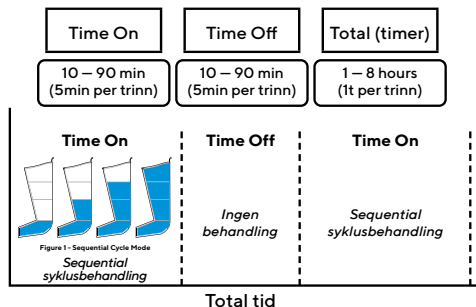 Time On
Time Off
Total (timer)
10 – 90 min
(5min per trinn)
10 – 90 min
(5min per trinn)
1 – 8 hours
(1t per trinn)
Time On
Time Off
Time On
Figure 1 - Sequential Cycle Mode
Sequential
syklusbehandling
Ingen
behandling
Sequential
syklusbehandling
Total tid